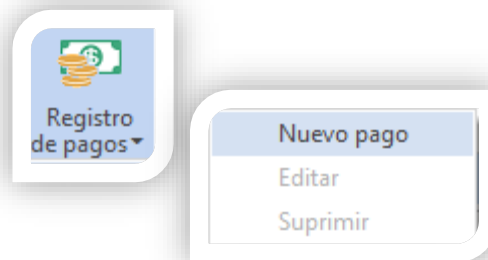 Registro
de pagos
Nuevo pago
Editar
Suprimir